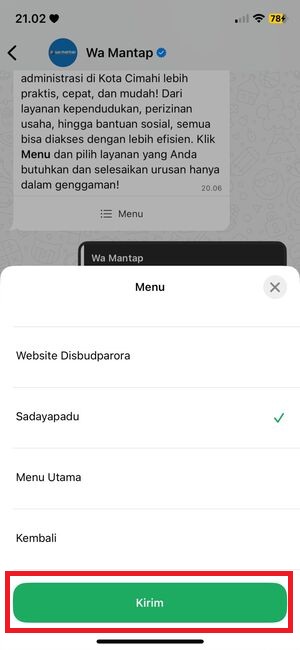 21.02
78
Wa Mantap
administrasi di Kota Cimahi lebih
praktis, cepat, dan mudah! Dari
layanan kependudukan, perizinan
usaha, hingga bantuan sosial, semua
bisa diakses dengan lebih efisien. Klik
Menu dan pilih layanan yang Anda
butuhkan dan selesaikan urusan hanya
dalam genggaman!
20.06
Menu
Wa Mantap
Menu
Website Disbudparora
Sadayapadu
Menu Utama
Kembali
Kirim